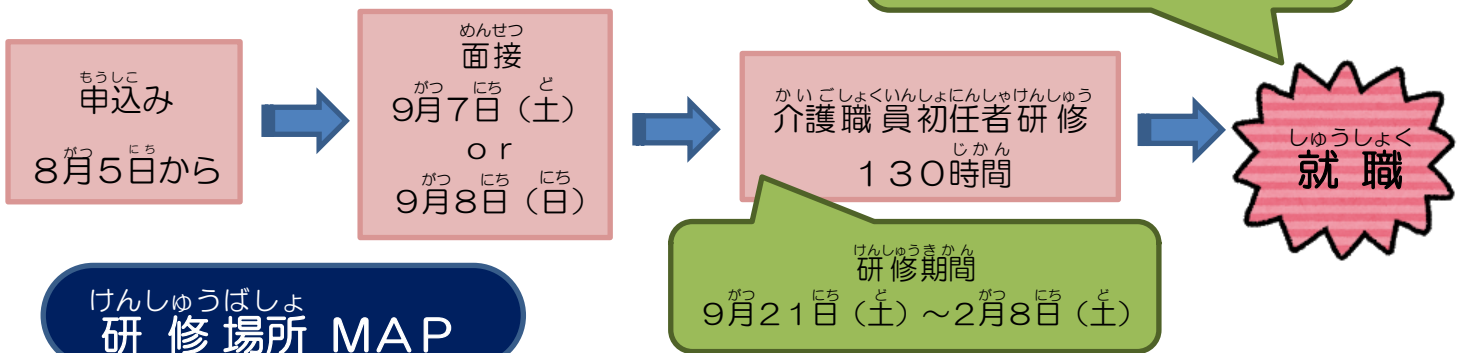 もうしこ
申込み
8月5日から
がつ にち
めんせつ
面接
がつ にち ど
9月7日（土）
or
がつ にち にち
9月8日（日）
かいごしょくいんしょにんしゃけんしゅう
介護職員初任者研修
じかん
130時間
しゅうしょく
就職
けんしゅうきかん
研修期間
がつ にち ど がつ にち ど
9月21日（土）～2月8日（土）
けんしゅうばしょ
研修場所 MAP